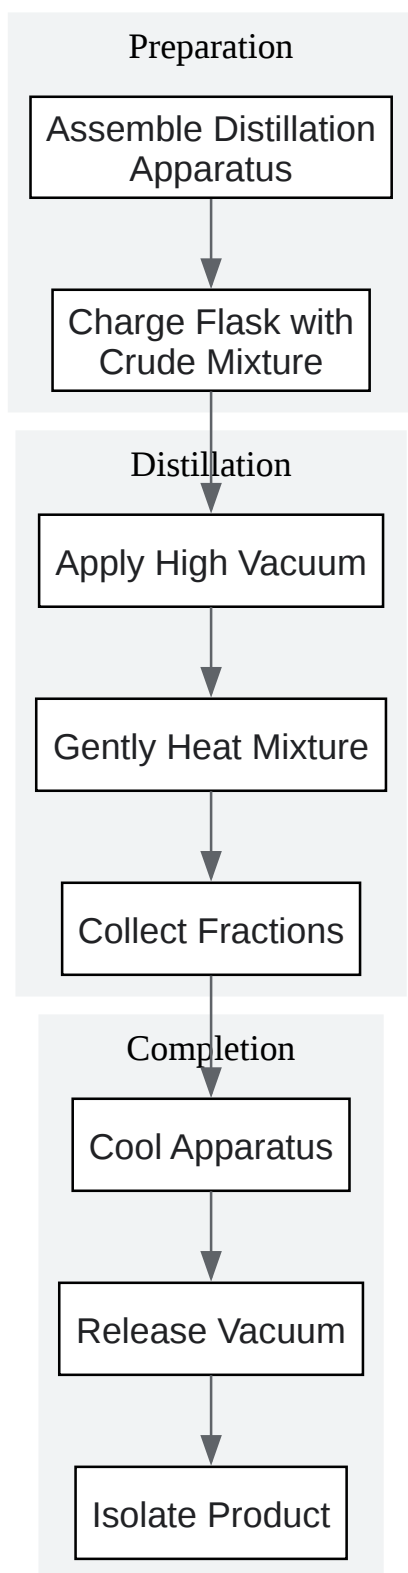 Preparation
Assemble Distillation
Apparatus
Charge Flask with
Crude Mixture
Distillation
Apply High Vacuum
Gently Heat Mixture
Collect Fractions
Completion
Cool Apparatus
Release Vacuum
Isolate Product